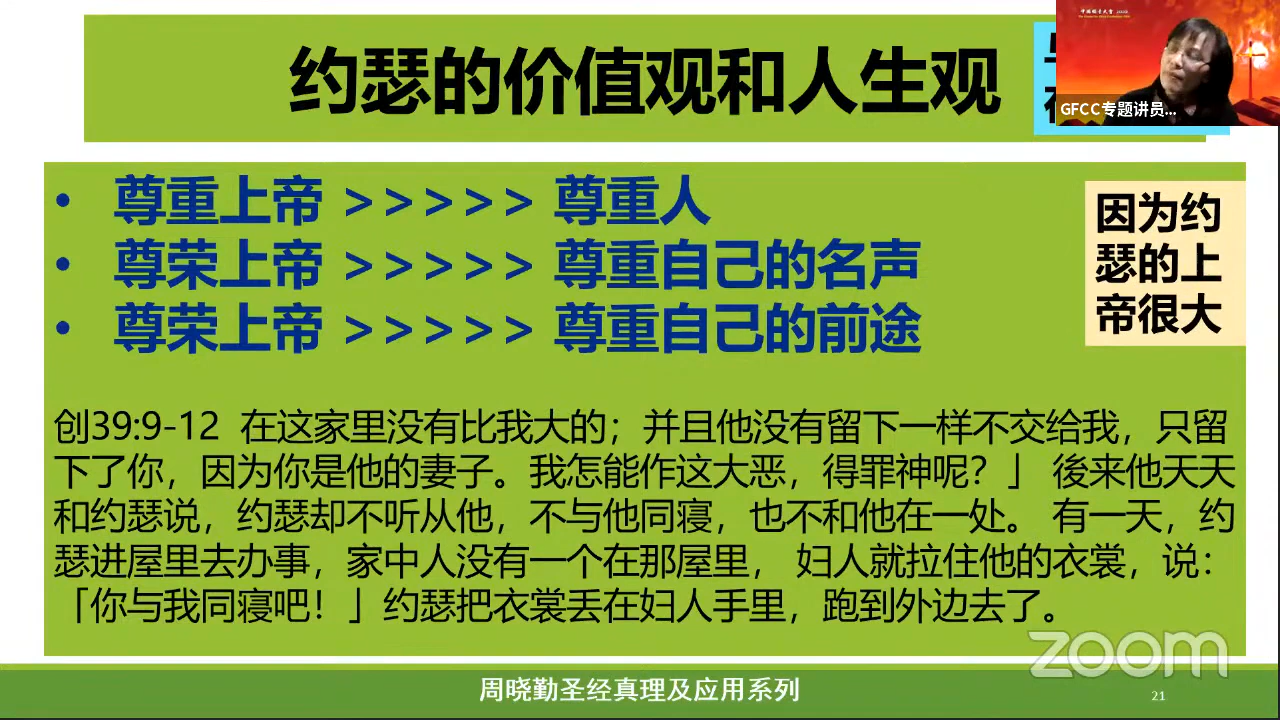 约瑟的价值观和人生观
GFCC专题讲员...
• 尊重上帝 >>>>> 尊重人
• 尊荣上帝 >>>>> 尊重自己的名声
• 尊荣上帝 >>>>> 尊重自己的前途
因为约
瑟的上
帝很大
创39:9-12 在这家里没有比我大的；并且他没有留下一样不交给我，只留
下了你，因为你是他的妻子。我怎能作这大恶，得罪神呢？」 後来他天天
和约瑟说，约瑟却不听从他，不与他同寝，也不和他在一处。 有一天，约
瑟进屋里去办事，家中人没有一个在那屋里， 妇人就拉住他的衣裳，说：
「你与我同寝吧！」约瑟把衣裳丢在妇人手里，跑到外边去了。
zoom
周晓勤圣经真理及应用系列
21